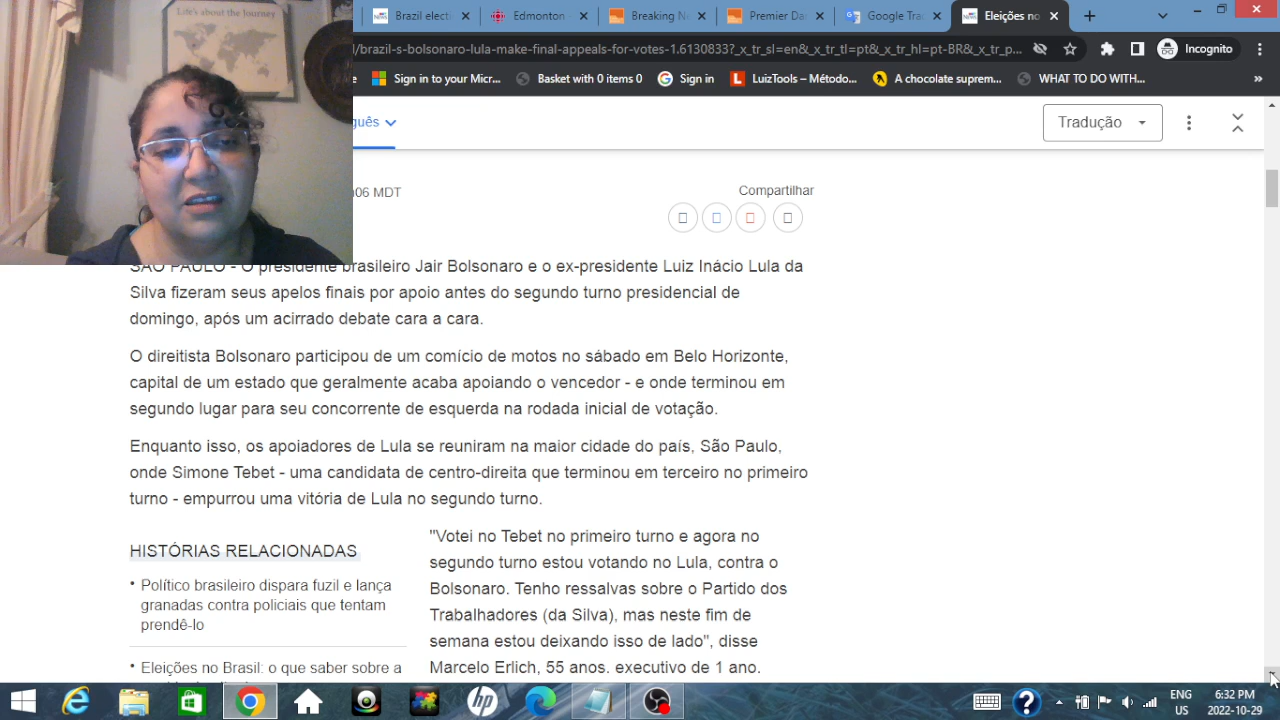 Life's about the Journey
Brazil electi
Edmonton -
Breaking Ne
Premier Da
Google Tra
Eleições no
/brazil-s-bolsonaro-lula-make-final-appeals-for-votes-1.6130833?_x_tr_sl=en&_x_tr_tl=pt&_x_tr_hl=pt-BR&_x_tr_p...
Incognito
e
Sign in to your Micr...
Basket with 0 items 0
Sign in
LuizTools – Método...
A chocolate suprem...
WHAT TO DO WITH...
»
guês
Tradução
06 MDT
Compartilhar
SÃO PAULO - O presidente brasileiro Jair Bolsonaro e o ex-presidente Luiz Inácio Lula da
Silva fizeram seus apelos finais por apoio antes do segundo turno presidencial de
domingo, após um acirrado debate cara a cara.
O direitista Bolsonaro participou de um comício de motos no sábado em Belo Horizonte,
capital de um estado que geralmente acaba apoiando o vencedor - e onde terminou em
segundo lugar para seu concorrente de esquerda na rodada inicial de votação.
Enquanto isso, os apoiadores de Lula se reuniram na maior cidade do país, São Paulo,
onde Simone Tebet - uma candidata de centro-direita que terminou em terceiro no primeiro
turno - empurrou uma vitória de Lula no segundo turno.
HISTÓRIAS RELACIONADAS
• Político brasileiro dispara fuzil e lança
granadas contra policiais que tentam
prendê-lo
• Eleições no Brasil: o que saber sobre a
"Votei no Tebet no primeiro turno e agora no
segundo turno estou votando no Lula, contra o
Bolsonaro. Tenho ressalvas sobre o Partido dos
Trabalhadores (da Silva), mas neste fim de
semana estou deixando isso de lado", disse
Marcelo Erlich, 55 anos, executivo de 1 ano.
ENG
US
6:32 PM
2022-10-29